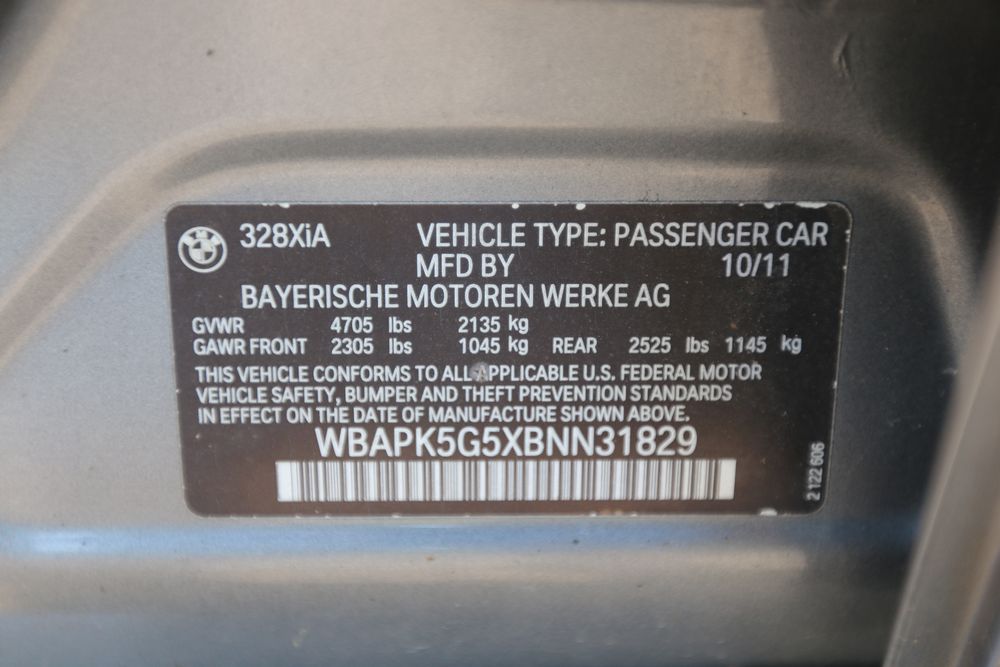 328XiA VEHICLE TYPE: PASSENGER CAR
MFD BY 10/11
BAYERISCHE MOTOREN WERKE AG
GVWR 4705 lbs 2135 kg
GAWR FRONT 2305 lbs 1045 kg REAR 2525 lbs 1145 kg
THIS VEHICLE CONFORMS TO ALL APPLICABLE U.S. FEDERAL MOTOR
VEHICLE SAFETY, BUMPER AND THEFT PREVENTION STANDARDS
IN EFFECT ON THE DATE OF MANUFACTURE SHOWN ABOVE.
WBAPK5G5XBNN31829
2 122 606